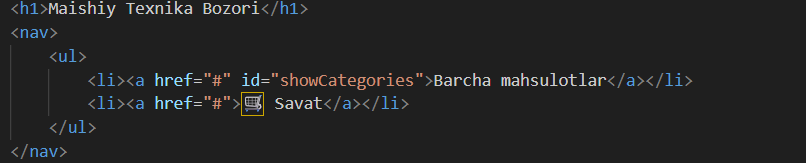 <h1>Maishiy Texnika Bozori</h1>
<nav>
<ul>
<li><a href="#" id="showCategories">Barcha mahsulotlar</a></li>
<li><a href="#">🛒 Savat</a></li>
</ul>
</nav>